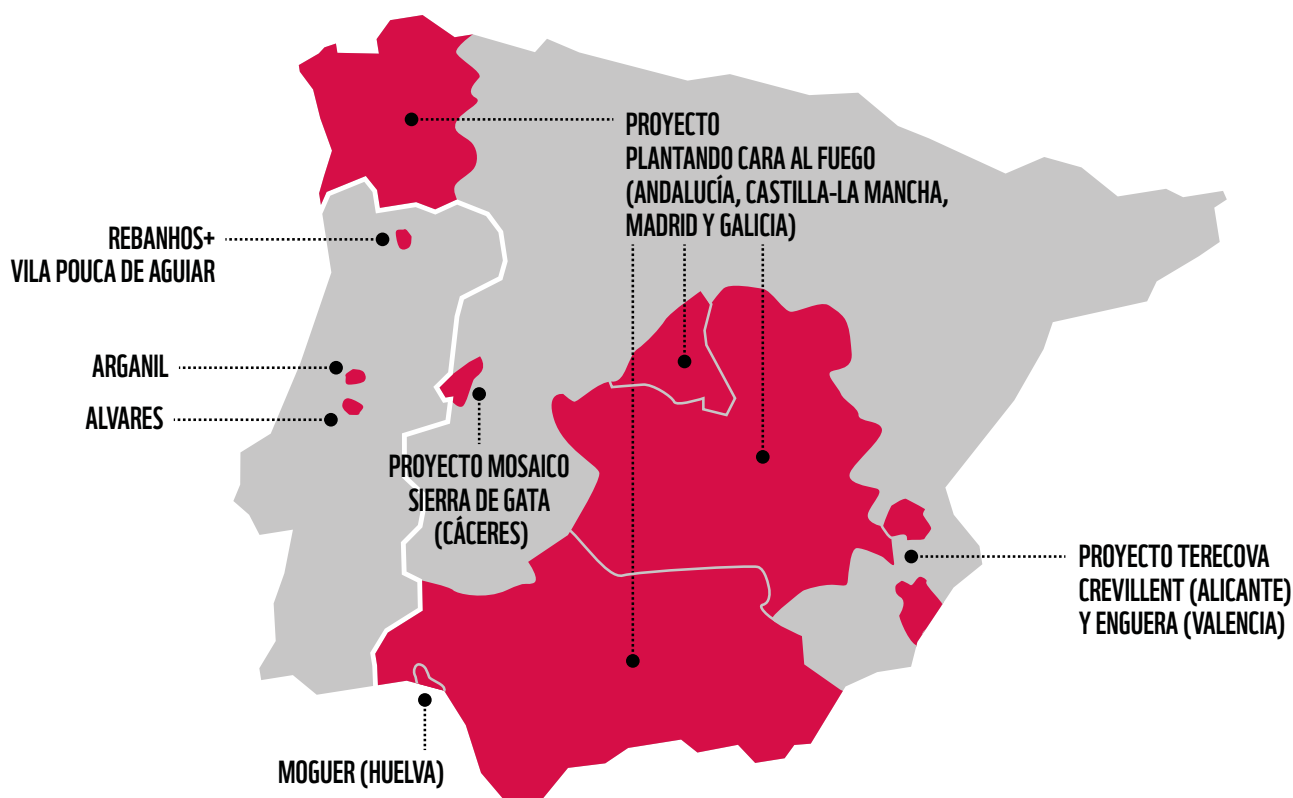 PROYECTO
PLANTANDO CARA AL FUEGO
(ANDALUCÍA, CASTILLA-LA MANCHA,
MADRID Y GALICIA)
REBANHOS+
VILA POUCA DE AGUIAR
ARGANIL
ALVARES
PROYECTO MOSAICO
SIERRA DE GATA
(CÁCERES)
PROYECTO TERECOVA
CREVILLENT (ALICANTE)
Y ENGUERA (VALENCIA)
MOGUER (HUELVA)